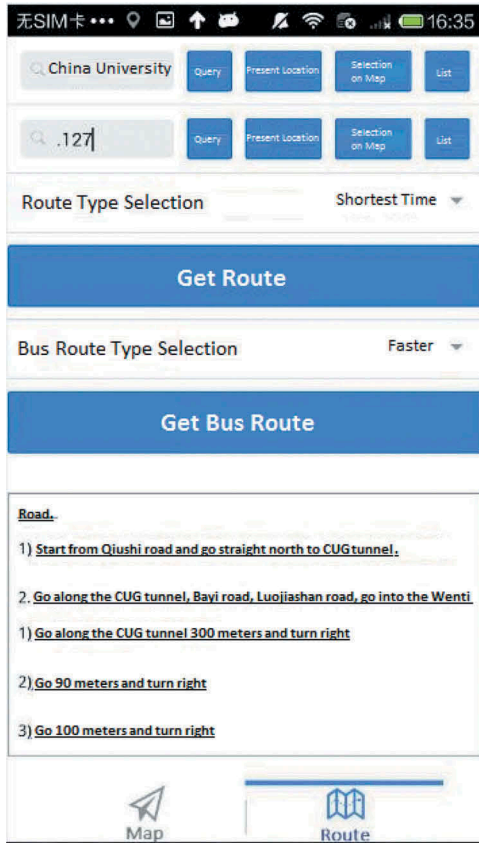 无SIM卡••• 16:35
China University Query Present Location Selection on Map List
.127 Query Present Location Selection on Map List
Route Type Selection Shortest Time
Get Route
Bus Route Type Selection Faster
Get Bus Route
Road.
1) Start from Qiushi road and go straight north to CUG tunnel.
2. Go along the CUG tunnel, Bayi road, Luojiashan road, go into the Wenti
1) Go along the CUG tunnel 300 meters and turn right
2) Go 90 meters and turn right
3) Go 100 meters and turn right
Map Route